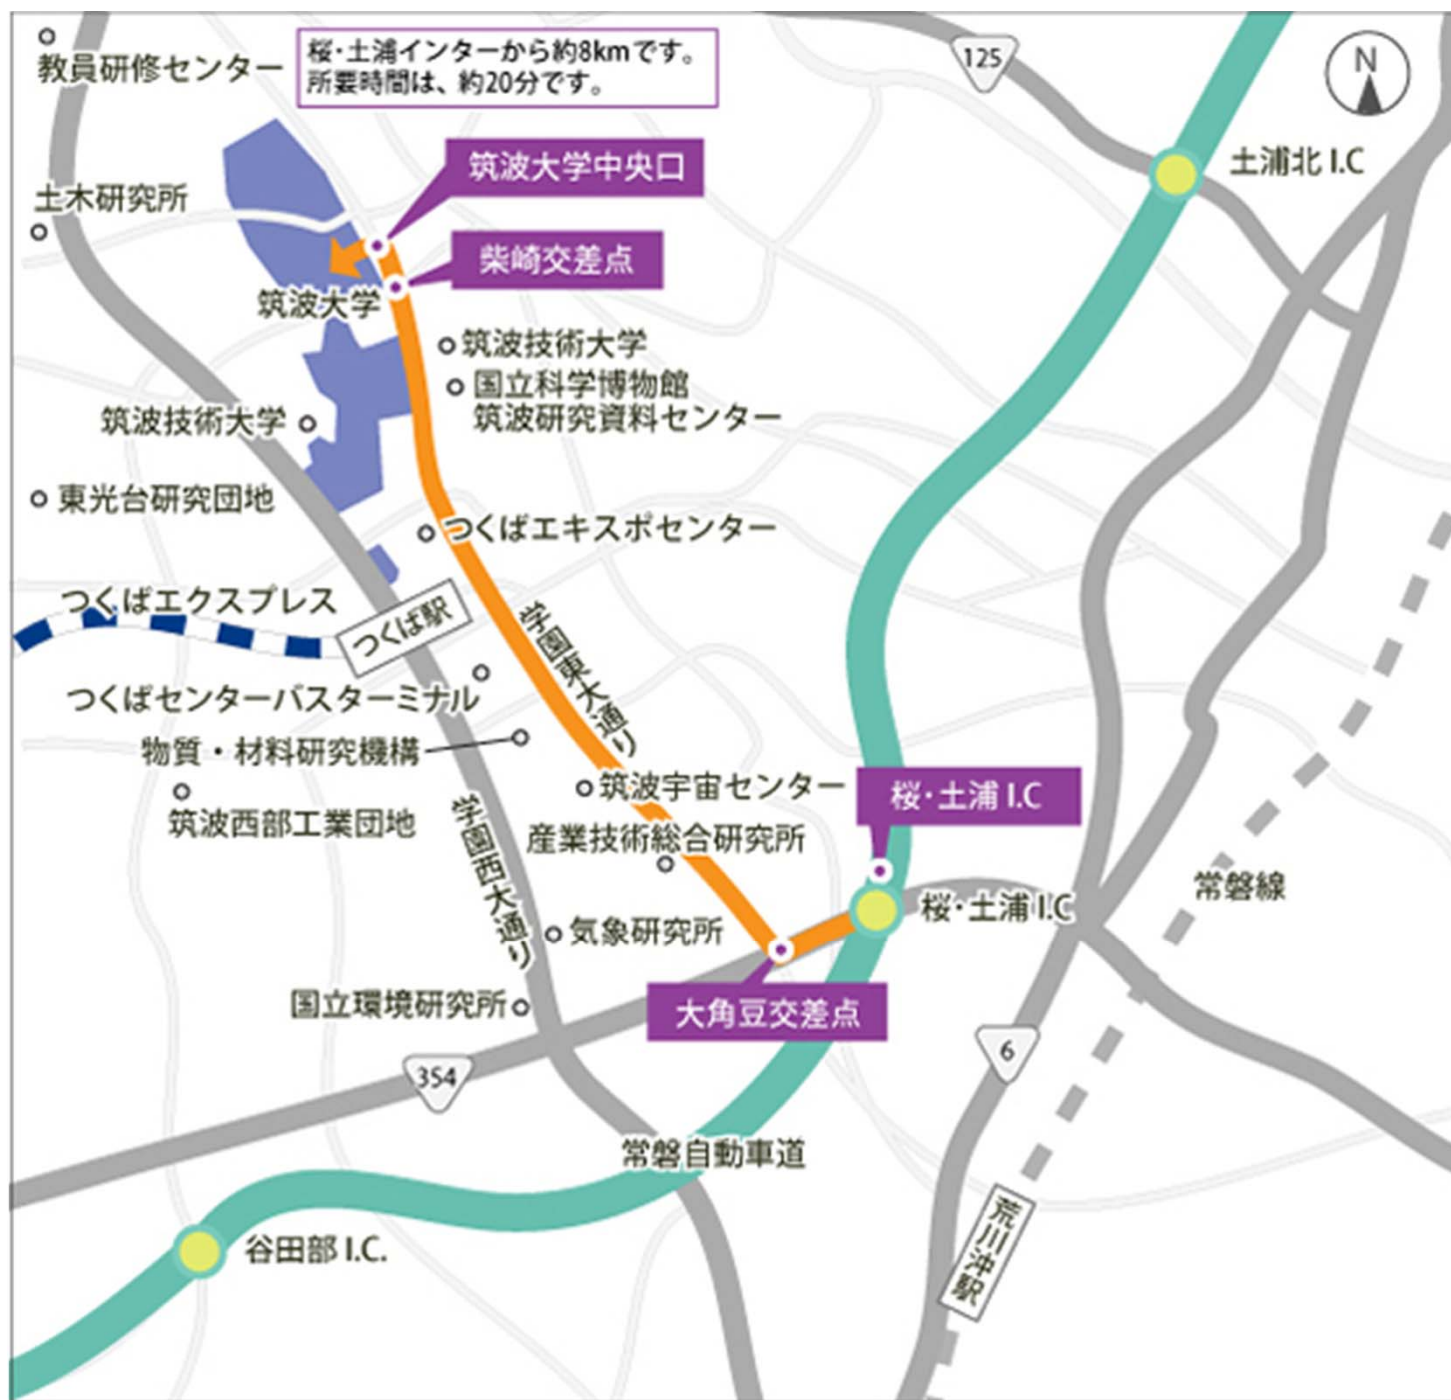 教員研修センター
桜・土浦インターから約8kmです。
所要時間は、約20分です。
125
N
土浦北 I.C
筑波大学中央口
土木研究所
柴崎交差点
筑波大学
筑波技術大学
国立科学博物館
筑波研究資料センター
筑波技術大学
東光台研究団地
つくばエキスポセンター
つくばエクスプレス
つくば駅
学園東大通り
つくばセンターバスターミナル
物質・材料研究機構
筑波宇宙センター
桜・土浦 I.C
筑波西部工業団地
学園西大通り
産業技術総合研究所
常磐線
桜・土浦 I.C
気象研究所
国立環境研究所
大角豆交差点
6
354
常磐自動車道
荒川沖駅
谷田部 I.C.